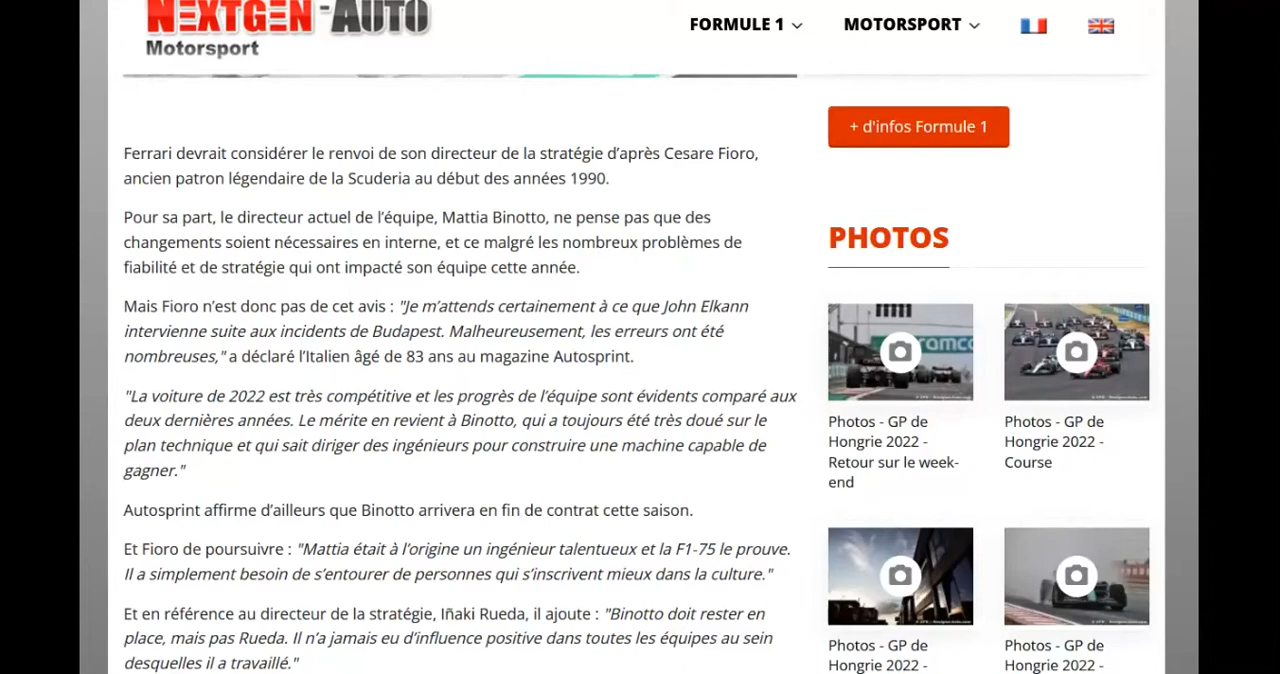 NEXTGEN-AUTO
Motorsport
FORMULE 1
MOTORSPORT
Ferrari devrait considérer le renvoi de son directeur de la stratégie d’après Cesare Fioro,
ancien patron légendaire de la Scuderia au début des années 1990.
Pour sa part, le directeur actuel de l’équipe, Mattia Binotto, ne pense pas que des
changements soient nécessaires en interne, et ce malgré les nombreux problèmes de
fiabilité et de stratégie qui ont impacté son équipe cette année.
Mais Fioro n’est donc pas de cet avis : "Je m’attends certainement à ce que John Elkann
intervienne suite aux incidents de Budapest. Malheureusement, les erreurs ont été
nombreuses," a déclaré l’Italien âgé de 83 ans au magazine Autosprint.
"La voiture de 2022 est très compétitive et les progrès de l’équipe sont évidents comparé aux
deux dernières années. Le mérite en revient à Binotto, qui a toujours été très doué sur le
plan technique et qui sait diriger des ingénieurs pour construire une machine capable de
gagner."
Autosprint affirme d’ailleurs que Binotto arrivera en fin de contrat cette saison.
Et Fioro de poursuivre : "Mattia était à l’origine un ingénieur talentueux et la F1-75 le prouve.
Il a simplement besoin de s’entourer de personnes qui s’inscrivent mieux dans la culture."
Et en référence au directeur de la stratégie, Iñaki Rueda, il ajoute : "Binotto doit rester en
place, mais pas Rueda. Il n’a jamais eu d’influence positive dans toutes les équipes au sein
desquelles il a travaillé."
+ d'infos Formule 1
PHOTOS
aramco
Photos - GP de
Hongrie 2022 -
Retour sur le week-
end
Photos - GP de
Hongrie 2022 -
Course
Photos - GP de
Hongrie 2022 -
Photos - GP de
Hongrie 2022 -